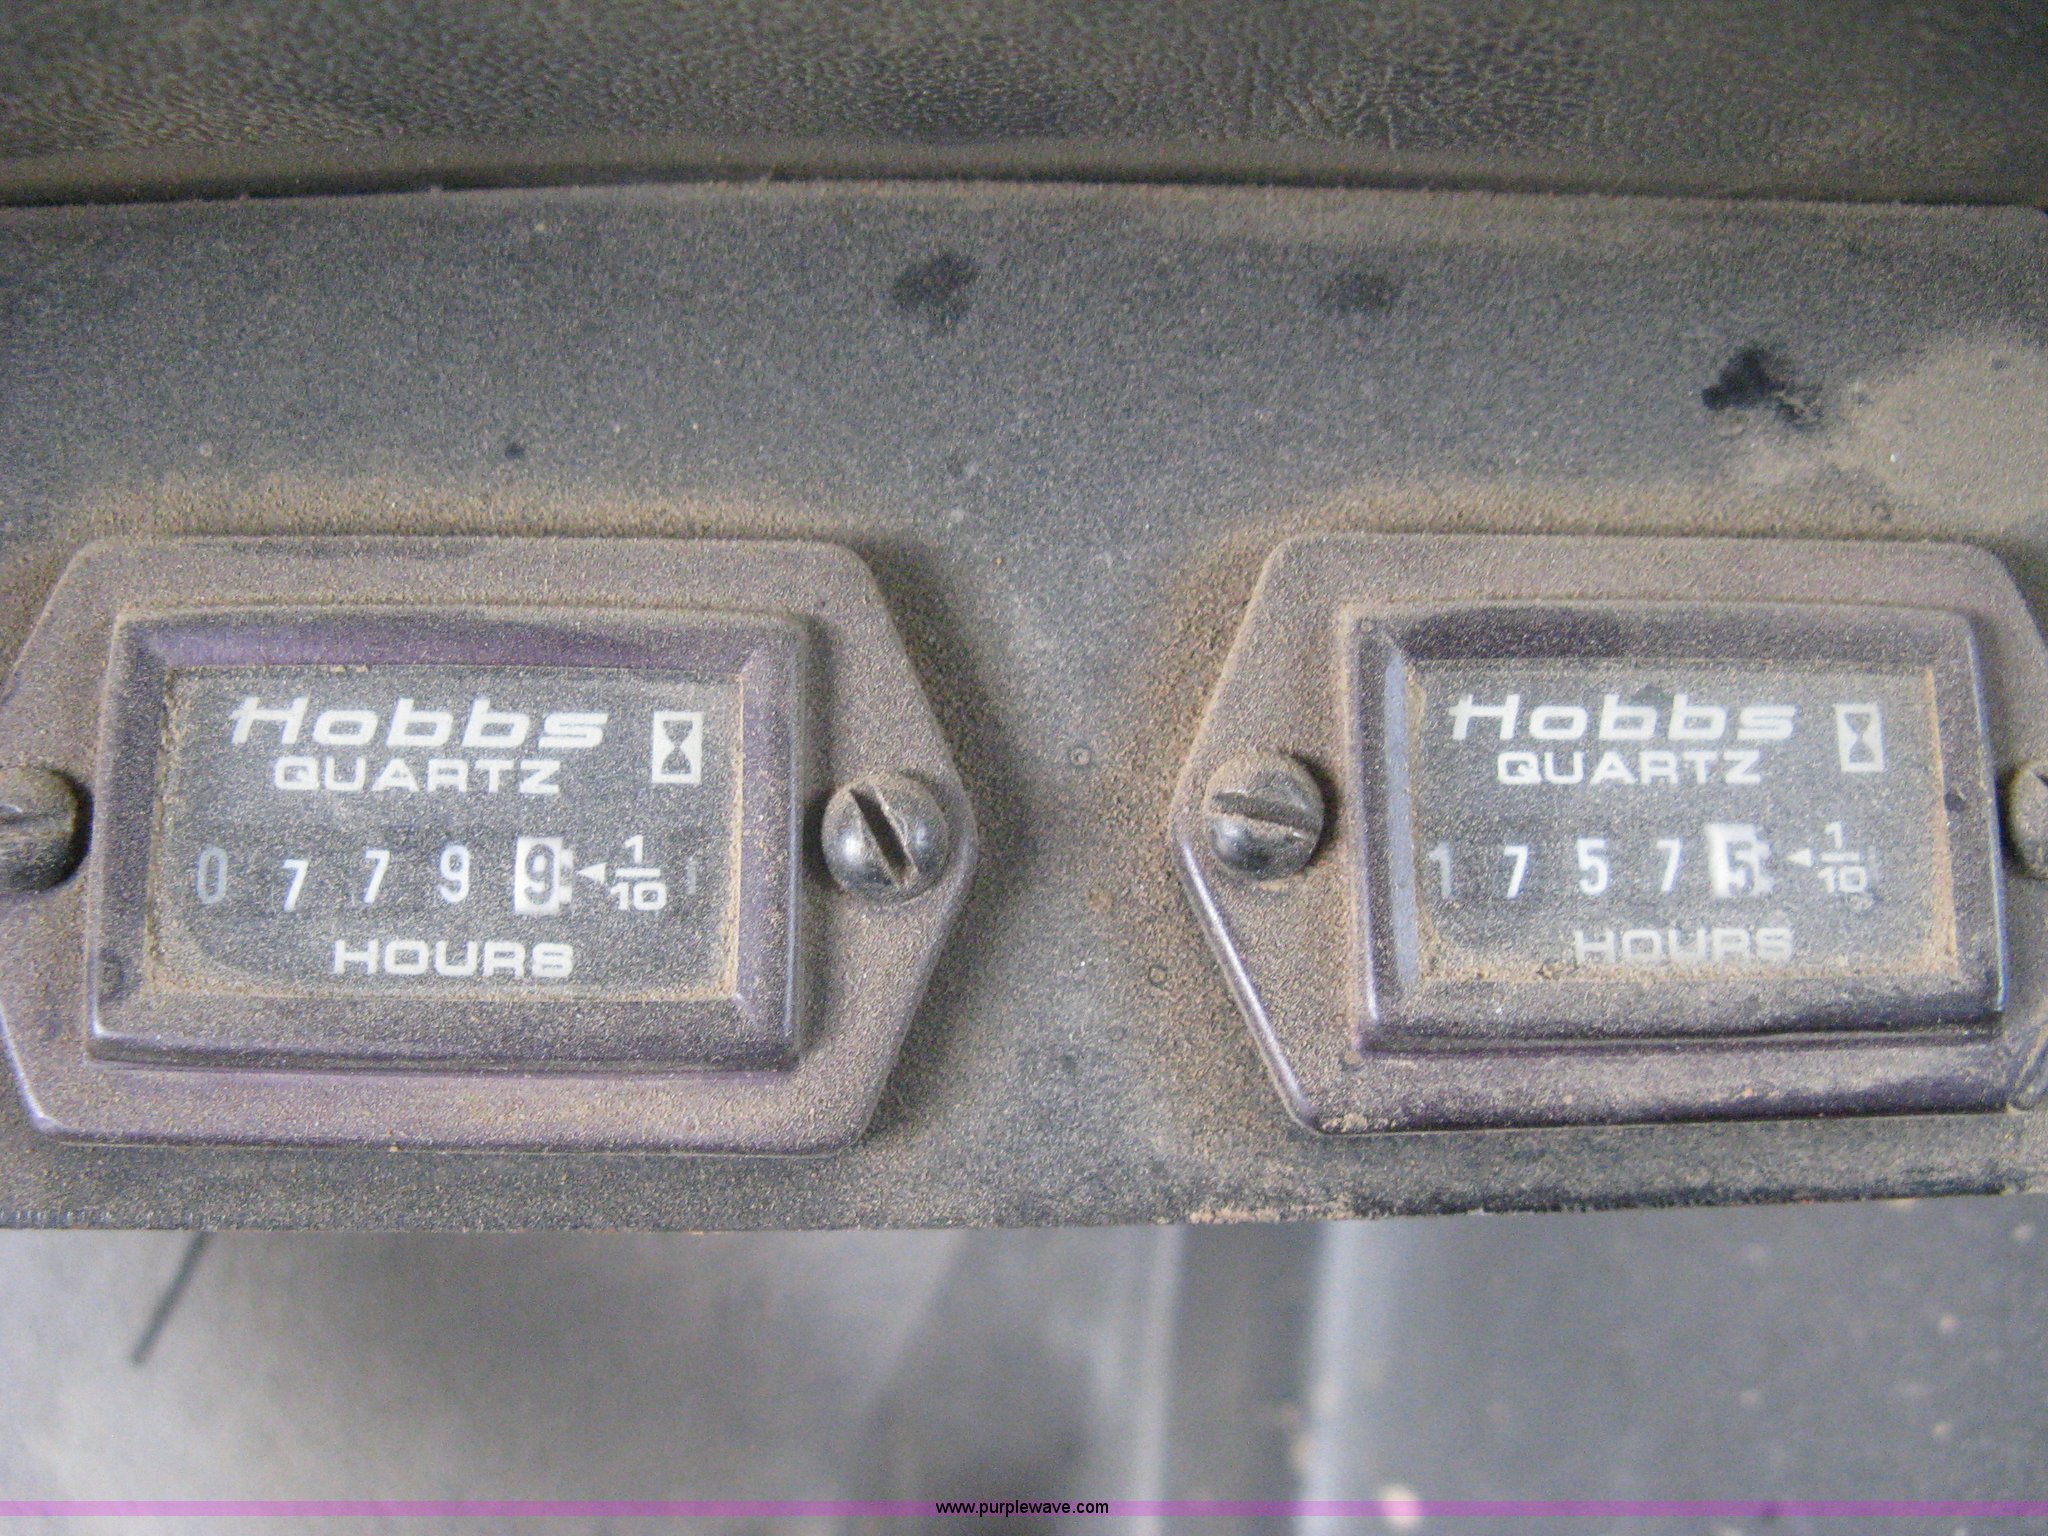 Hobbs
QUARTZ
0 7 7 9 9 1/10
HOURS
Hobbs
QUARTZ
1 7 5 7 5 1/10
HOURS
www.purplewave.com